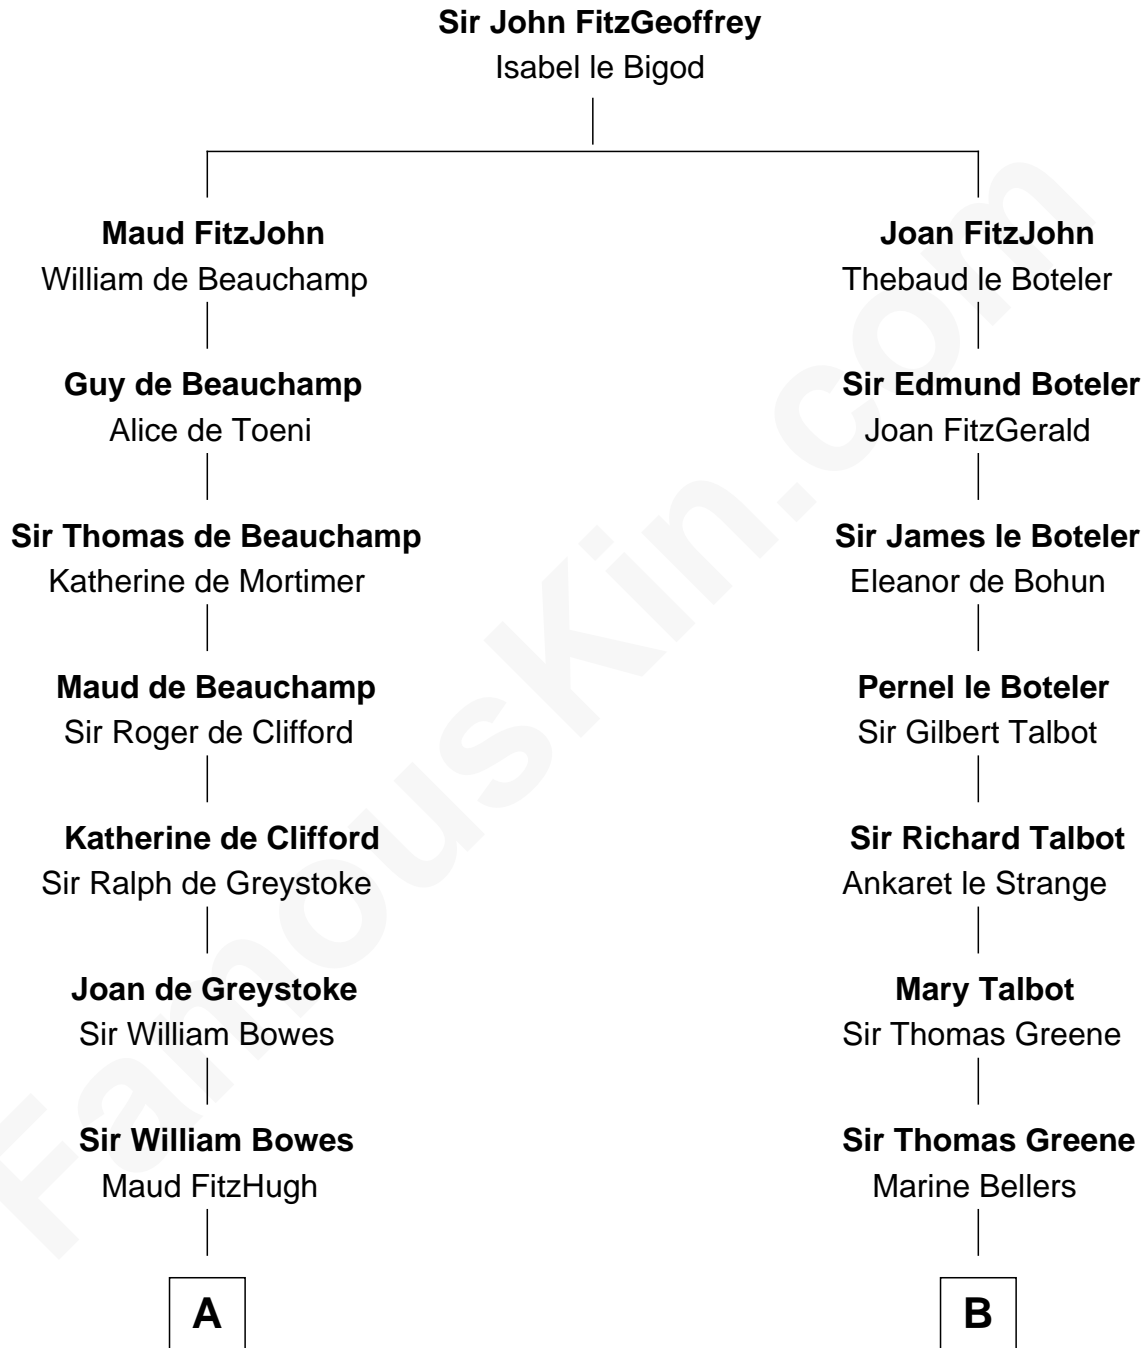 Sir John FitzGeoffrey
Isabel le Bigod
Maud FitzJohn
William de Beauchamp
Guy de Beauchamp
Alice de Toeni
Sir Thomas de Beauchamp
Katherine de Mortimer
Maud de Beauchamp
Sir Roger de Clifford
Katherine de Clifford
Sir Ralph de Greystoke
Joan de Greystoke
Sir William Bowes
Sir William Bowes
Maud FitzHugh
A
Joan FitzJohn
Thebaud le Boteler
Sir Edmund Boteler
Joan FitzGerald
Sir James le Boteler
Eleanor de Bohun
Pernel le Boteler
Sir Gilbert Talbot
Sir Richard Talbot
Ankaret le Strange
Mary Talbot
Sir Thomas Greene
Sir Thomas Greene
Marine Bellers
B
FamousKin.com